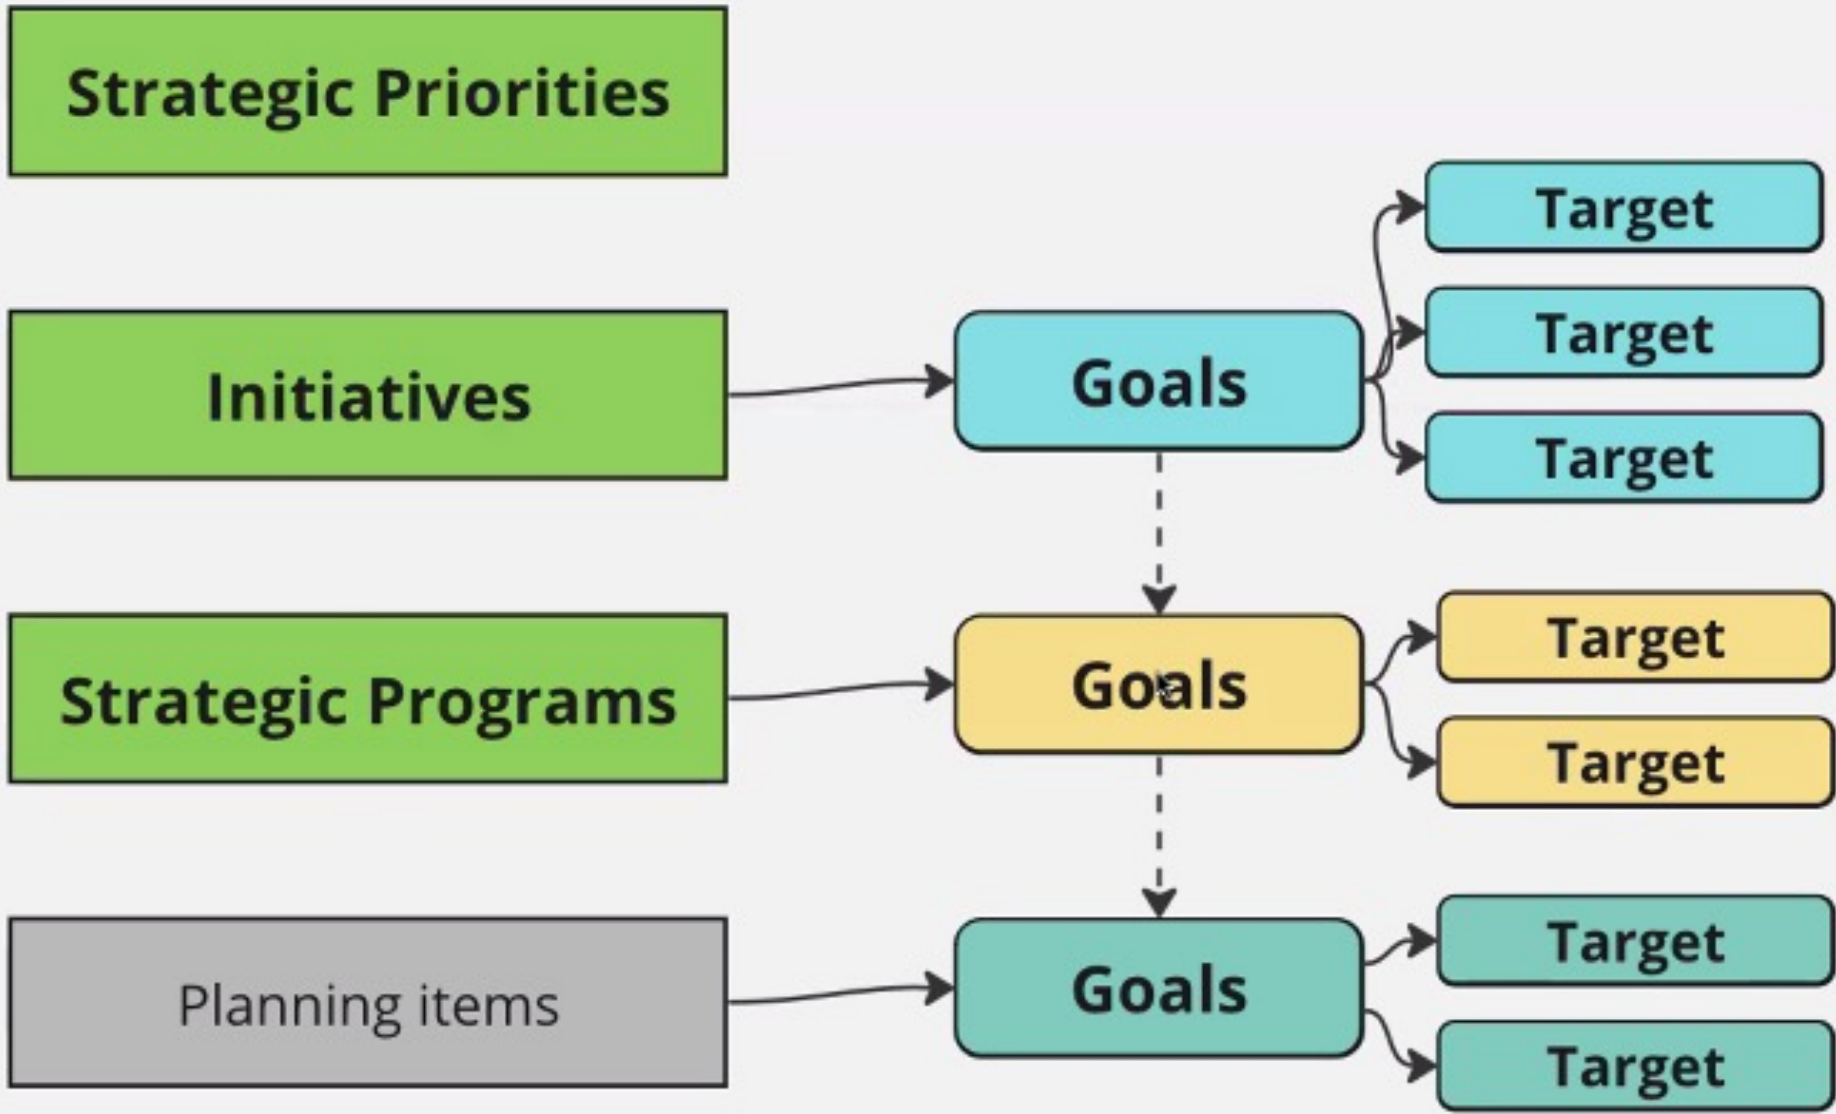 Strategic Priorities
Target
Target
Initiatives
Goals
Target
Target
Strategic Programs
Goals
Target
Target
Planning items
Goals
Target